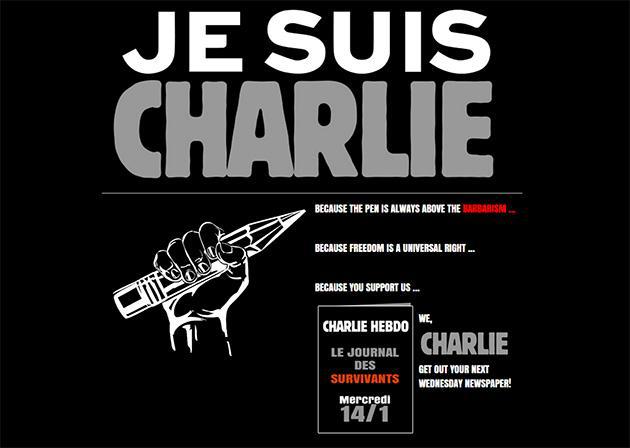 JE SUIS
CHARLIE
BECAUSE THE PEN IS ALWAYS ABOVE THE BARBARISM ...
BECAUSE FREEDOM IS A UNIVERSAL RIGHT ...
BECAUSE YOU SUPPORT US ...
CHARLIE HEBDO
LE JOURNAL
DES
SURVIVANTS
Mercredi
14/1
WE,
CHARLIE
GET OUT YOUR NEXT
WEDNESDAY NEWSPAPER!